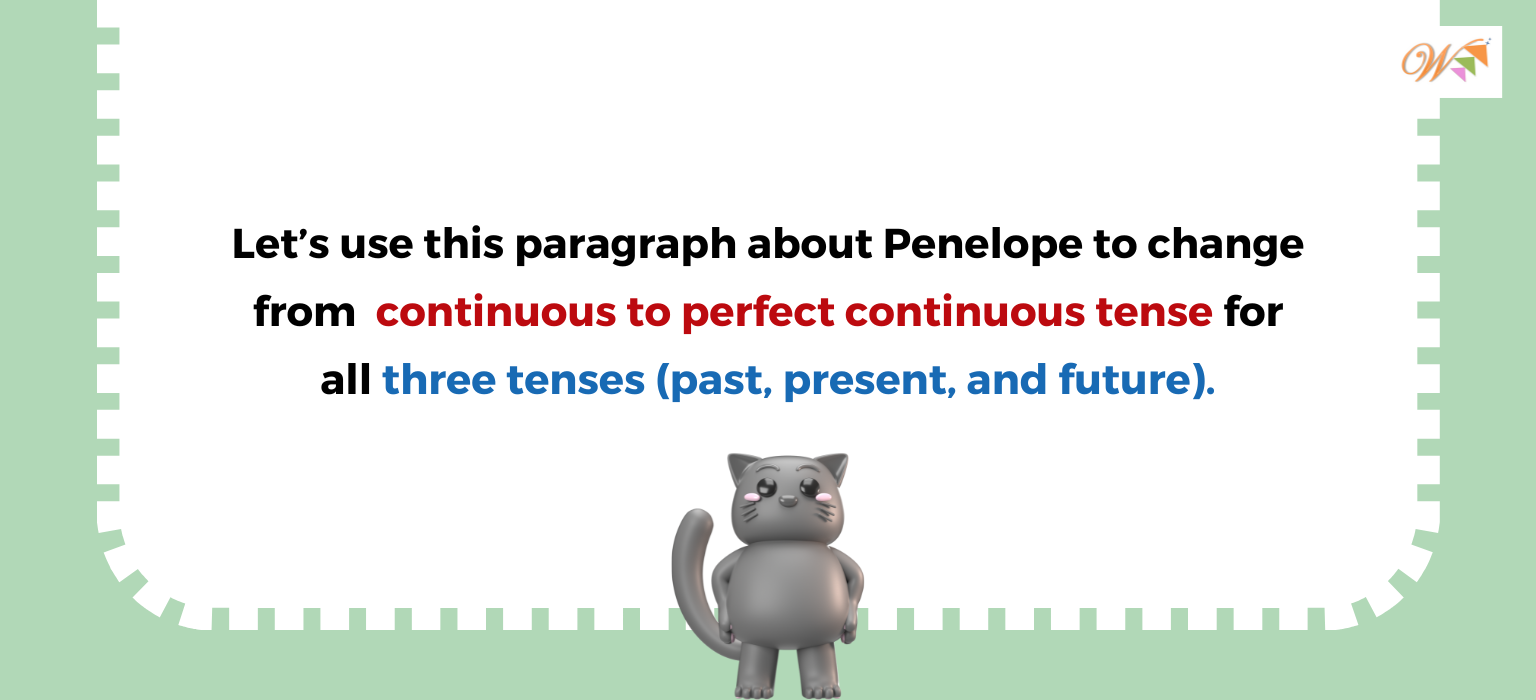 W
Let’s use this paragraph about Penelope to change
from continuous to perfect continuous tense for
all three tenses (past, present, and future).